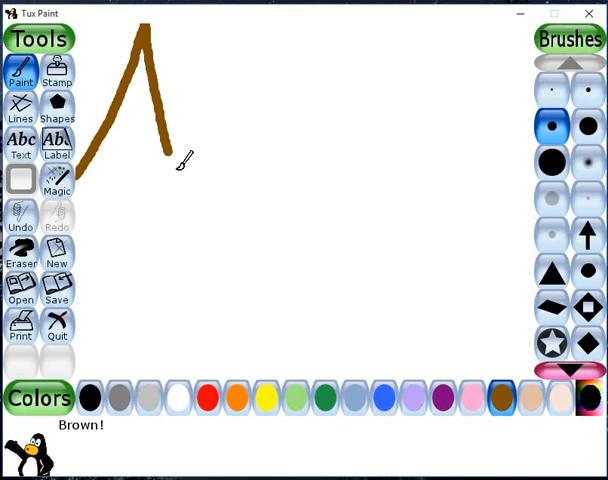 Tux Paint
Tools
Brushes
Paint
Stamp
Lines
Shapes
Abc
Text
Abc
Label
Magic
Undo
Redo
Eraser
New
Open
Save
Print
Quit
Colors
Brown!